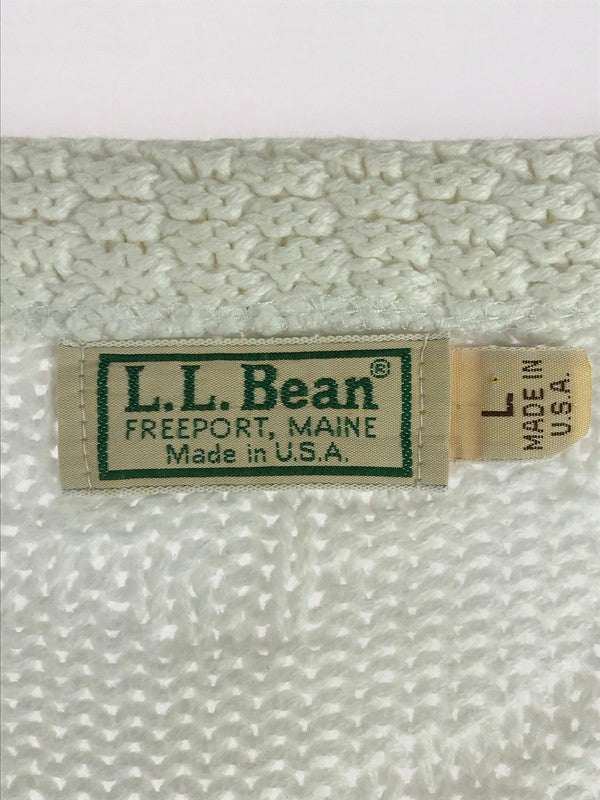 L.L.Bean®
FREEPORT, MAINE
Made in U.S.A.
L
MADE IN
U.S.A.